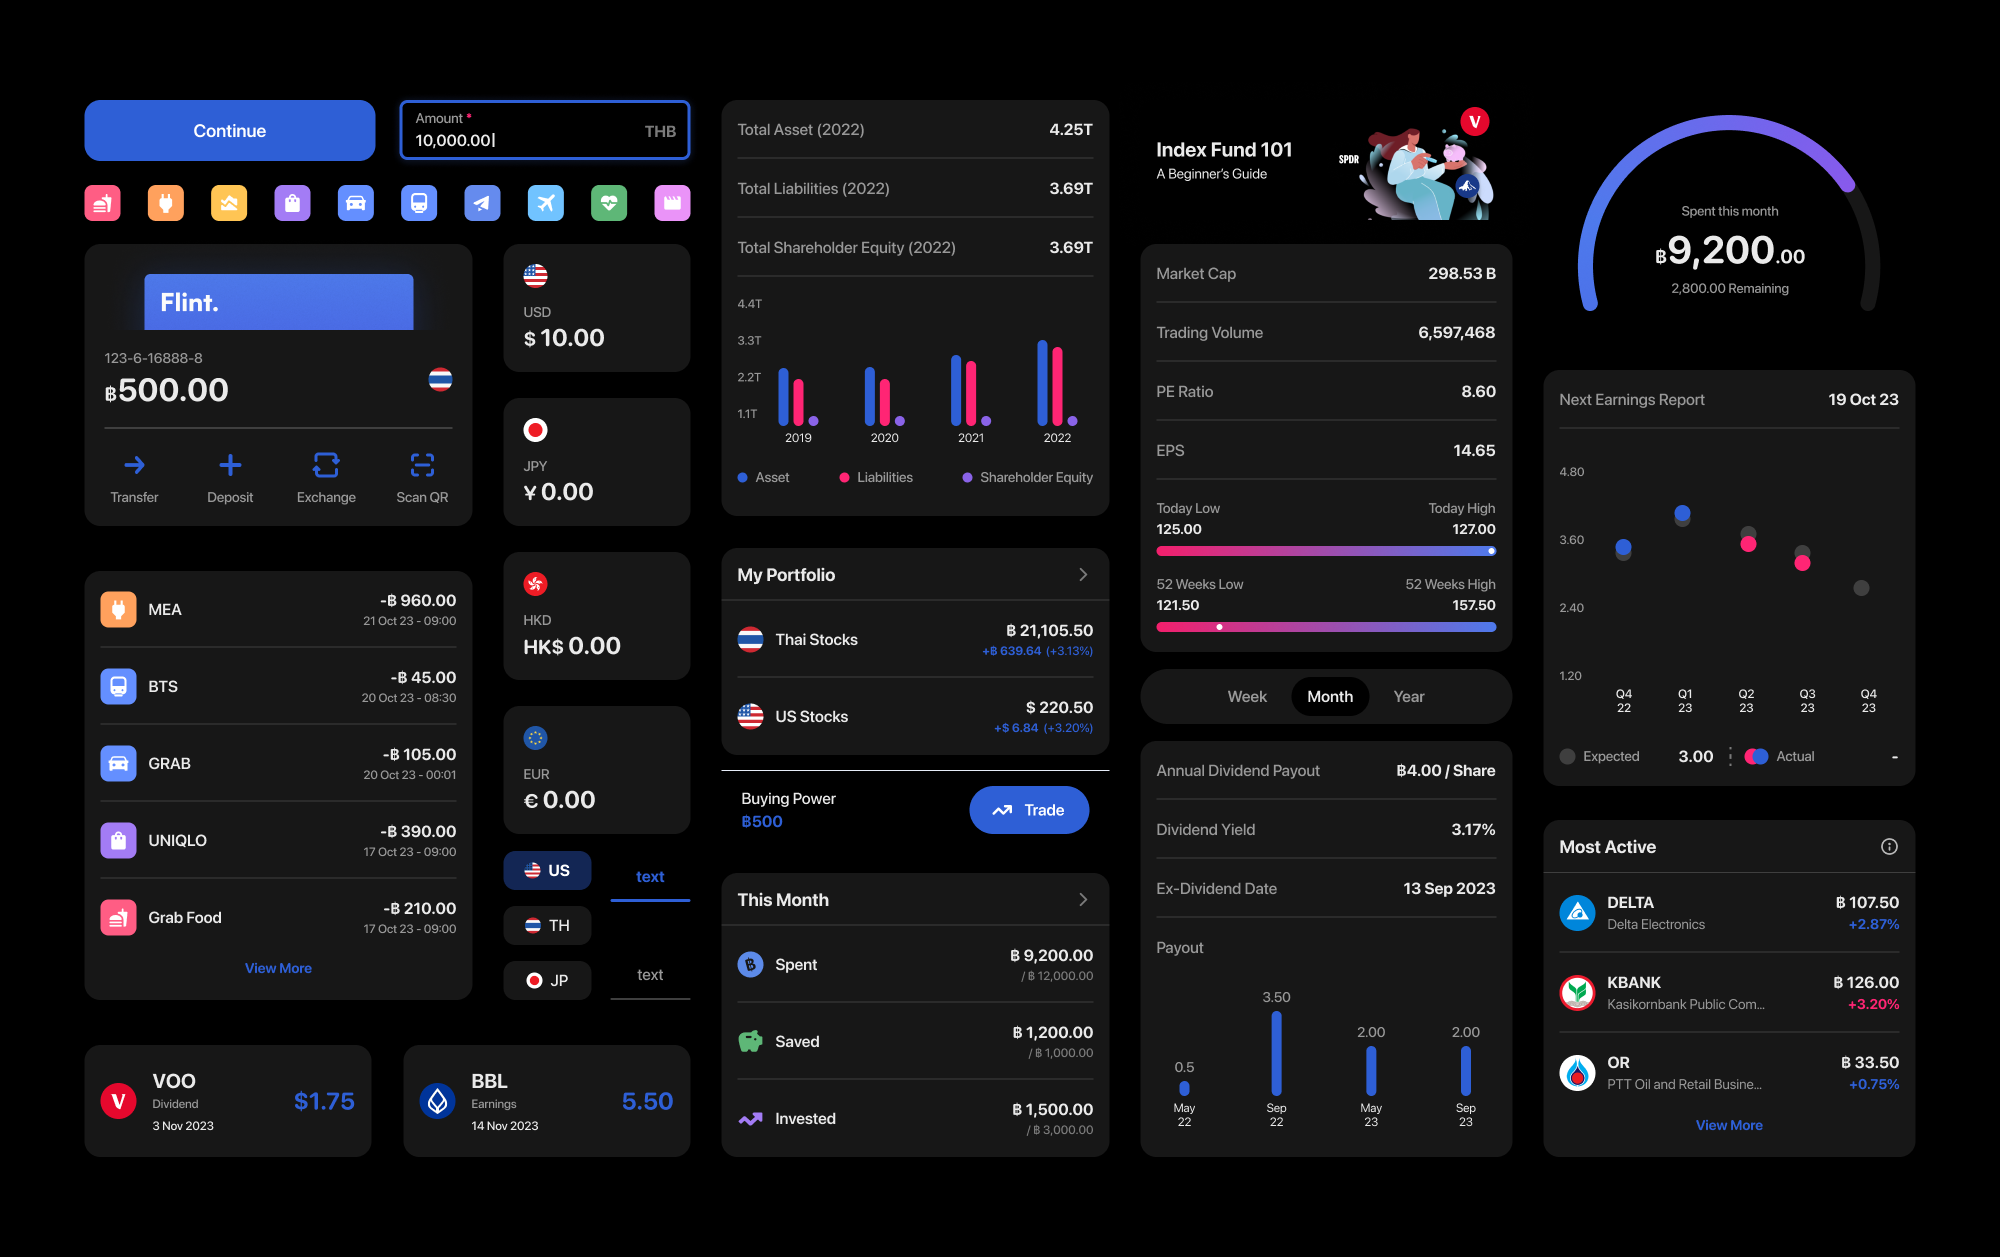 Continue
Amount *
10,000.00
THB
Flint.
123-6-16888-8
฿500.00
Transfer
Deposit
Exchange
Scan QR
MEA
-฿ 960.00
21 Oct 23 - 09:00
BTS
-฿ 45.00
20 Oct 23 - 08:30
GRAB
-฿ 105.00
20 Oct 23 - 00:01
UNIQLO
-฿ 390.00
17 Oct 23 - 09:00
Grab Food
-฿ 210.00
17 Oct 23 - 09:00
View More
USD
$ 10.00
JPY
¥ 0.00
HKD
HK$ 0.00
EUR
€ 0.00
US
TH
JP
text
text
V
VOO
Dividend
3 Nov 2023
$1.75
BBL
Earnings
14 Nov 2023
5.50
Total Asset (2022)
4.25T
Total Liabilities (2022)
3.69T
Total Shareholder Equity (2022)
3.69T
4.4T
3.3T
2.2T
1.1T
2019 2020 2021 2022
Asset
Liabilities
Shareholder Equity
My Portfolio
Thai Stocks
฿ 21,105.50
+฿ 639.64 (+3.13%)
US Stocks
$ 220.50
+$ 6.84 (+3.20%)
Buying Power
฿500
Trade
This Month
Spent
฿ 9,200.00
/ ฿ 12,000.00
Saved
฿ 1,200.00
/ ฿ 1,000.00
Invested
฿ 1,500.00
/ ฿ 3,000.00
Index Fund 101
A Beginner's Guide
SPDR
V
Market Cap
298.53 B
Trading Volume
6,597,468
PE Ratio
8.60
EPS
14.65
Today Low
Today High
125.00
127.00
52 Weeks Low
52 Weeks High
121.50
157.50
Week
Month
Year
Annual Dividend Payout
฿4.00 / Share
Dividend Yield
3.17%
Ex-Dividend Date
13 Sep 2023
Payout
0.5
3.50
2.00
2.00
May
22
Sep
22
May
23
Sep
23
Spent this month
฿9,200.00
2,800.00 Remaining
Next Earnings Report
19 Oct 23
4.80
3.60
2.40
1.20
Q4
22
Q1
23
Q2
23
Q3
23
Q4
23
Expected
3.00
Actual
-
Most Active
DELTA
฿ 107.50
Delta Electronics
+2.87%
KBANK
฿ 126.00
Kasikornbank Public Com...
+3.20%
OR
฿ 33.50
PTT Oil and Retail Busine...
+0.75%
View More